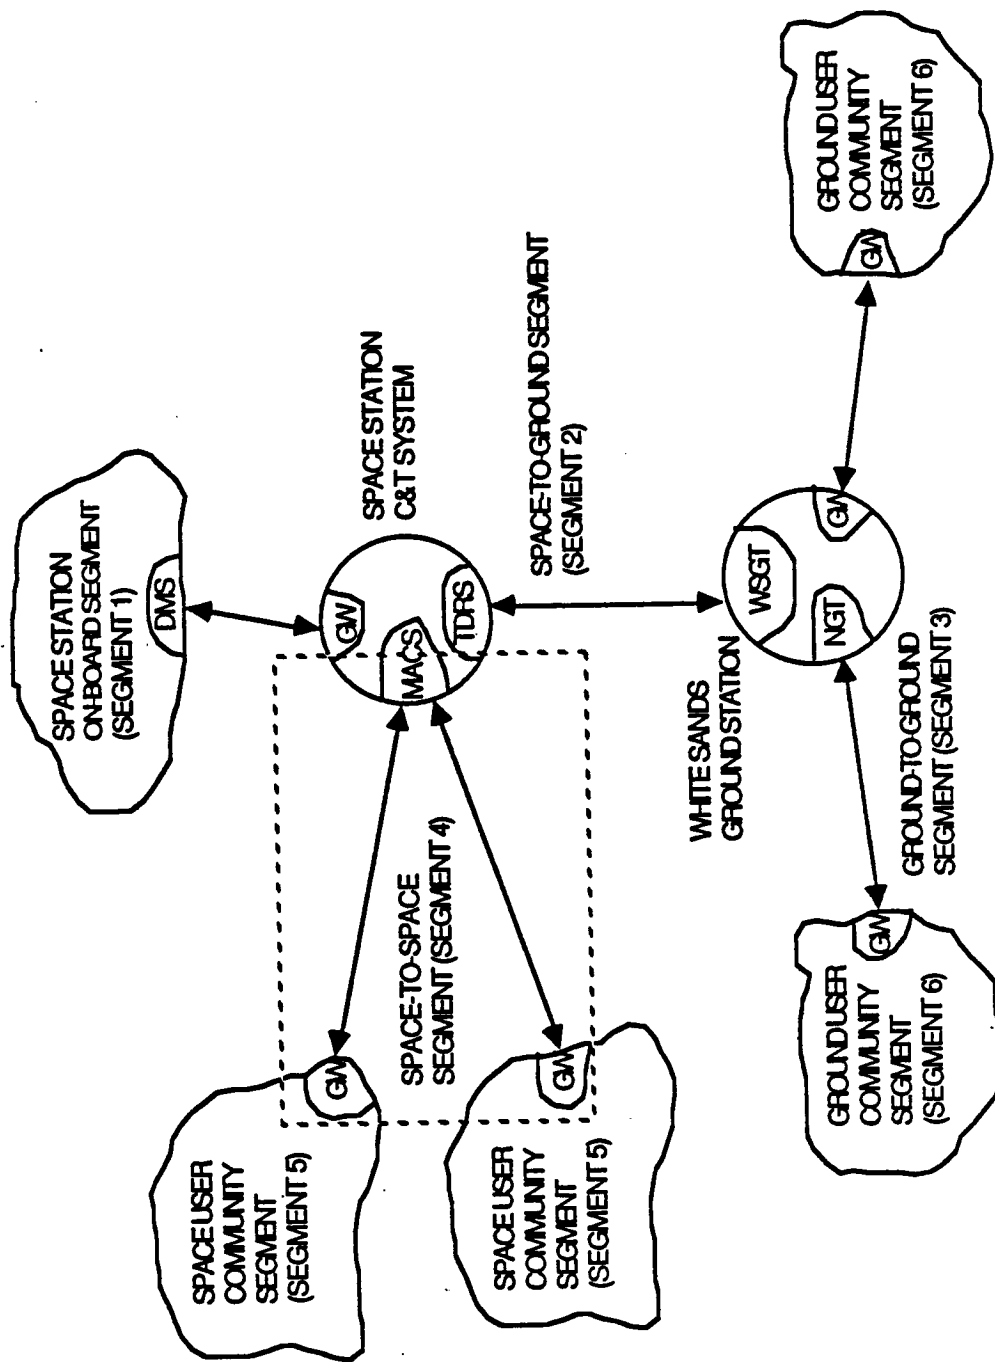 SPACE STATION
ON-BOARD SEGMENT
(SEGMENT 1)
DMS
SPACE STATION
C&T SYSTEM
GW
MACS
TDRS
SPACE USER
COMMUNITY
SEGMENT
(SEGMENT 5)
GW
SPACE-TO-SPACE
SEGMENT (SEGMENT 4)
SPACE USER
COMMUNITY
SEGMENT
(SEGMENT 5)
GW
SPACE-TO-GROUND SEGMENT
(SEGMENT 2)
WHITE SANDS
GROUND STATION
WSGT
NGT
GW
GROUND-TO-GROUND
SEGMENT (SEGMENT 3)
GROUND USER
COMMUNITY
SEGMENT
(SEGMENT 6)
GW
GROUND USER
COMMUNITY
SEGMENT
(SEGMENT 6)
GW